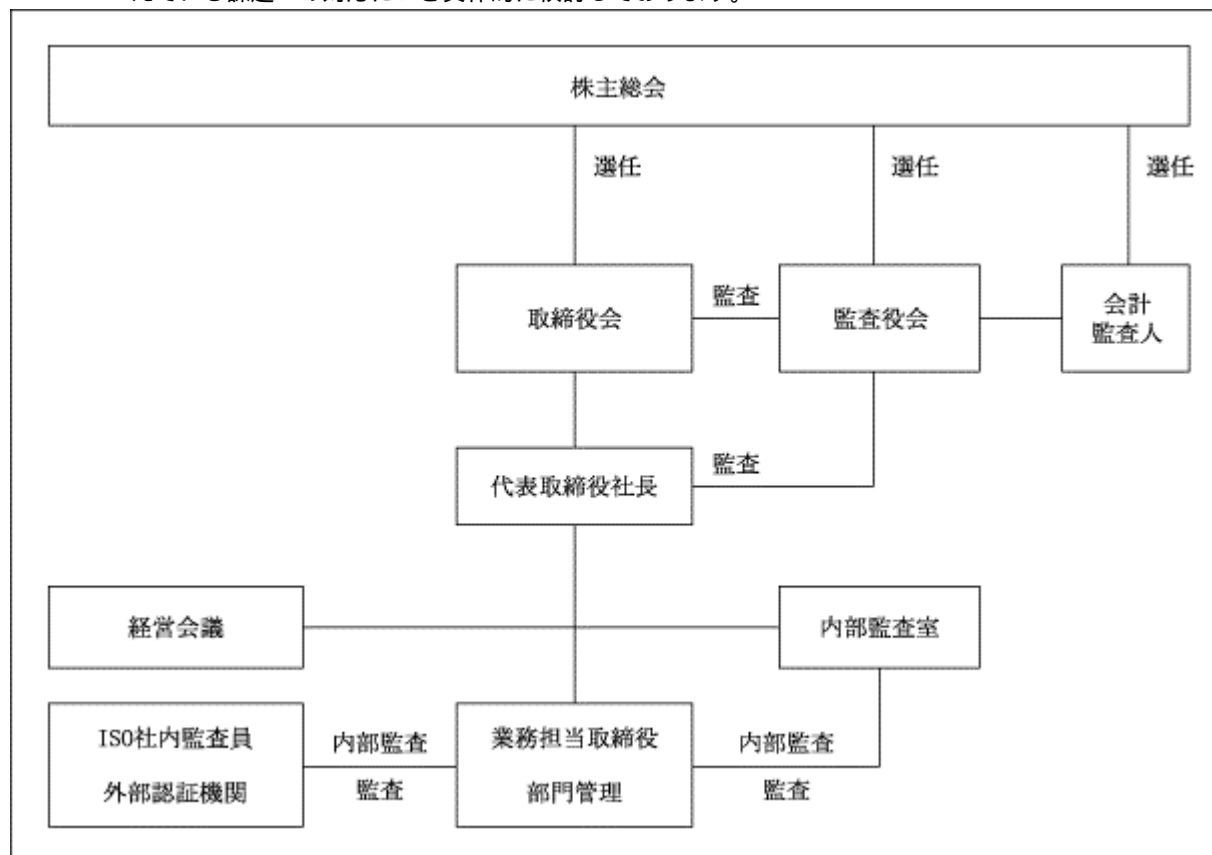 株主総会
選任
選任
選任
取締役会
監査
監査役会
会計
監査人
代表取締役社長
監査
経営会議
内部監査室
ISO社内監査員
外部認証機関
内部監査
監査
業務担当取締役
部門管理
内部監査
監査